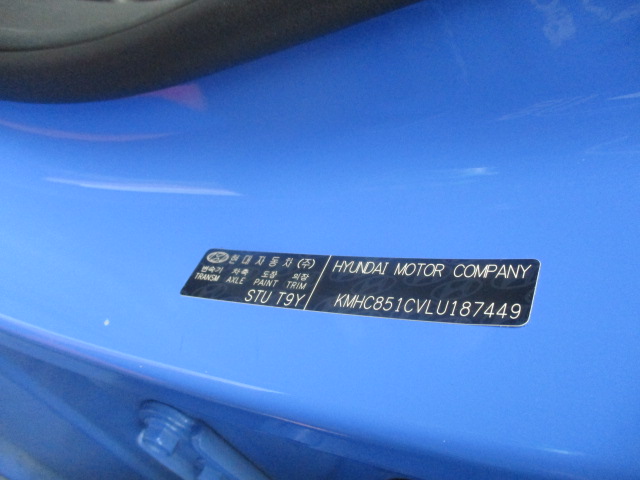 현대자동차(주)
변속기 차축 도장 외장
TRANSM AXLE PAINT TRIM
STU T9Y
HYUNDAI MOTOR COMPANY
KMHC851CVLU187449